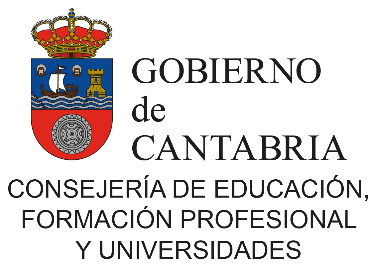 GOBIERNO
de
CANTABRIA
CONSEJERÍA DE EDUCACIÓN,
FORMACIÓN PROFESIONAL
Y UNIVERSIDADES